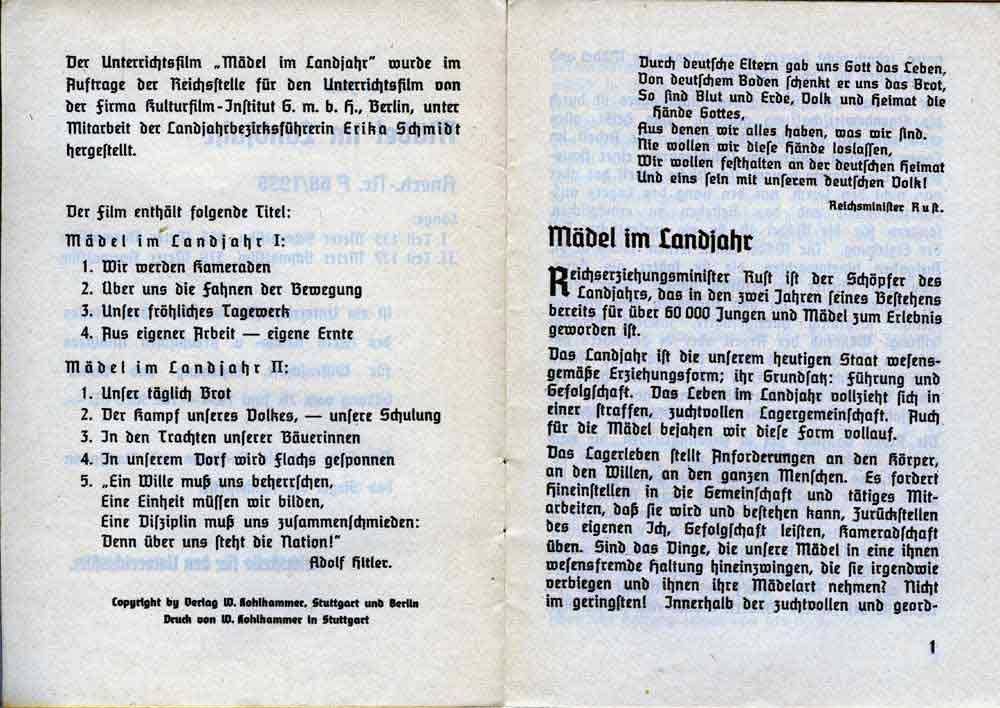 Der Unterrichtsfilm „Mädel im Landjahr" wurde im
Auftrage der Reichsstelle für den Unterrichtsfilm von
der Firma Kulturfilm-Institut G. m. b. H., Berlin, unter
Mitarbeit der Landjahrbezirksführerin Erika Schmidt
hergestellt.
Der Film enthält folgende Titel:
Mädel im Landjahr I:
1. Wir werden Kameraden
2. Über uns die Fahnen der Bewegung
3. Unser fröhliches Tagewerk
4. Aus eigener Arbeit — eigene Ernte
Mädel im Landjahr II:
1. Unser täglich Brot
2. Der Kampf unseres Volkes, — unsere Schulung
3. In den Trachten unserer Bäuerinnen
4. In unserem Dorf wird Flachs gesponnen
5. „Ein Wille muß uns beherrschen,
Eine Einheit müssen wir bilden,
Eine Disziplin muß uns zusammenschmieden:
Denn über uns steht die Nation!"
Adolf Hitler.
Copyright by Verlag W. Kohlhammer, Stuttgart und Berlin
Druck von W. Kohlhammer in Stuttgart
Durch deutsche Eltern gab uns Gott das Leben,
Von deutschem Boden schenkt er uns das Brot,
So sind Blut und Erde, Volk und Heimat die
Hände Gottes,
Aus denen wir alles haben, was wir sind.
Nie wollen wir diese Hände loslassen,
Wir wollen festhalten an der deutschen Heimat
Und eins sein mit unserem deutschen Volk!
Reichsminister Rust.
Mädel im Landjahr
Reichserziehungsminister Rust ist der Schöpfer des
Landjahrs, das in den zwei Jahren seines Bestehens
bereits für über 60 000 Jungen und Mädel zum Erlebnis
geworden ist.
Das Landjahr ist die unserem heutigen Staat wesens-
gemäße Erziehungsform; ihr Grundsatz: Führung und
Gefolgschaft. Das Leben im Landjahr vollzieht sich in
einer straffen, zuchtvollen Lagergemeinschaft. Auch
für die Mädel bejahen wir diese Form vollauf.
Das Lagerleben stellt Anforderungen an den Körper,
an den Willen, an den ganzen Menschen. Es fordert
Hineinstellen in die Gemeinschaft und tätiges Mit-
arbeiten, daß sie wird und bestehen kann, Zurückstellen
des eigenen Ich, Gefolgschaft leisten, Kameradschaft
üben. Sind das Dinge, die unsere Mädel in eine ihnen
wesensfremde Haltung hineinzwingen, die sie irgendwie
verbiegen und ihnen ihre Mädelart nehmen? Nicht
im geringsten! Innerhalb der zuchtvollen und geord-
1